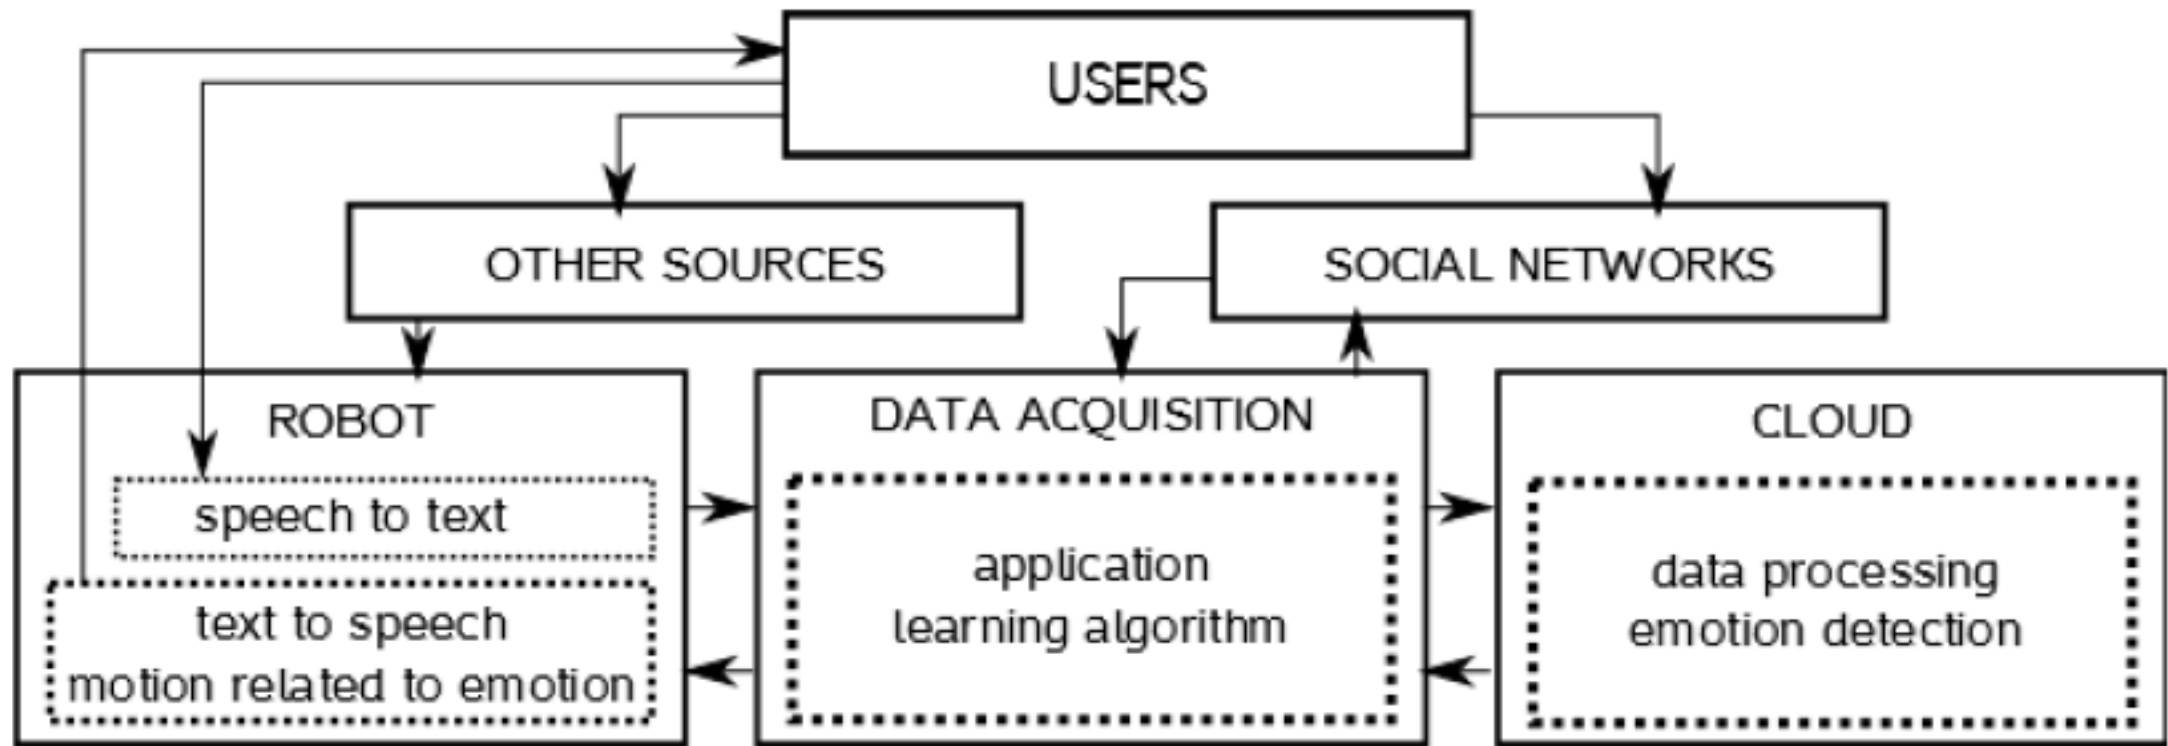 USERS
OTHER SOURCES
SOCIAL NETWORKS
ROBOT
speech to text
text to speech
motion related to emotion
DATA ACQUISITION
application
learning algorithm
CLOUD
data processing
emotion detection